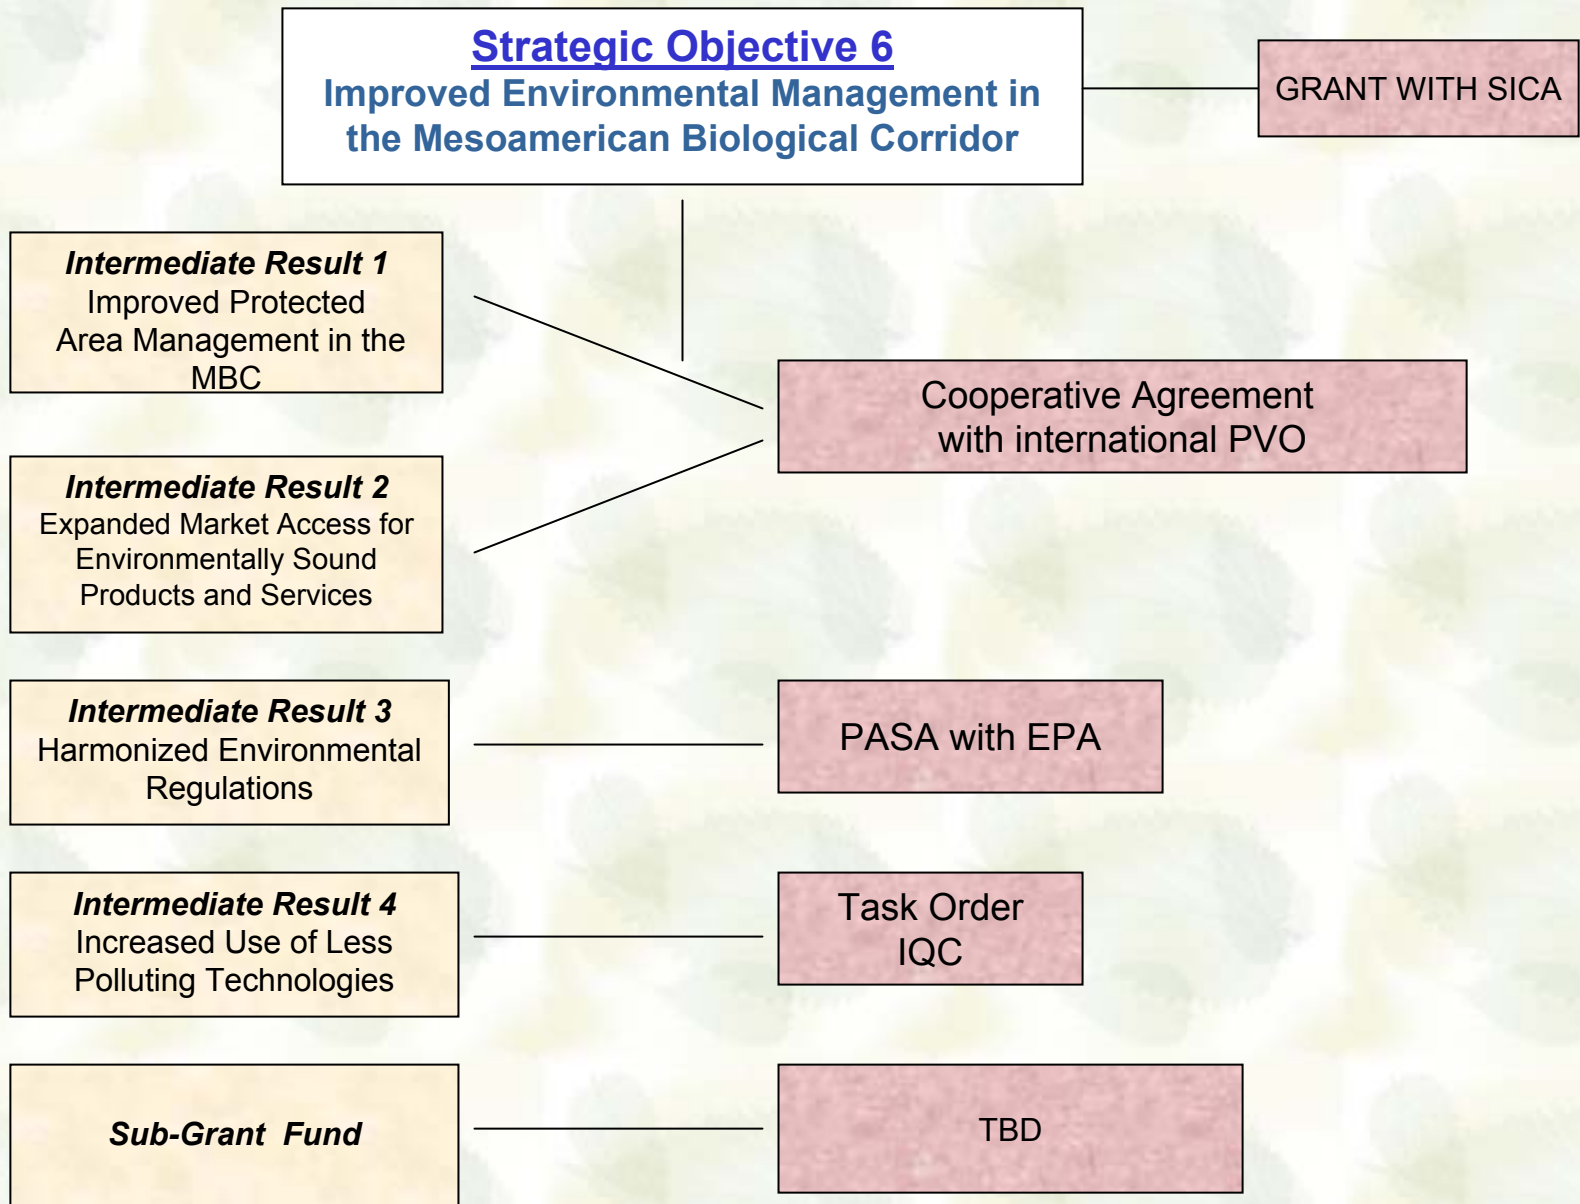 Strategic Objective 6
Improved Environmental Management in
the Mesoamerican Biological Corridor
GRANT WITH SICA
Intermediate Result 1
Improved Protected
Area Management in the
MBC
Cooperative Agreement
with international PVO
Intermediate Result 2
Expanded Market Access for
Environmentally Sound
Products and Services
Intermediate Result 3
Harmonized Environmental
Regulations
PASA with EPA
Intermediate Result 4
Increased Use of Less
Polluting Technologies
Task Order
IQC
Sub-Grant Fund
TBD